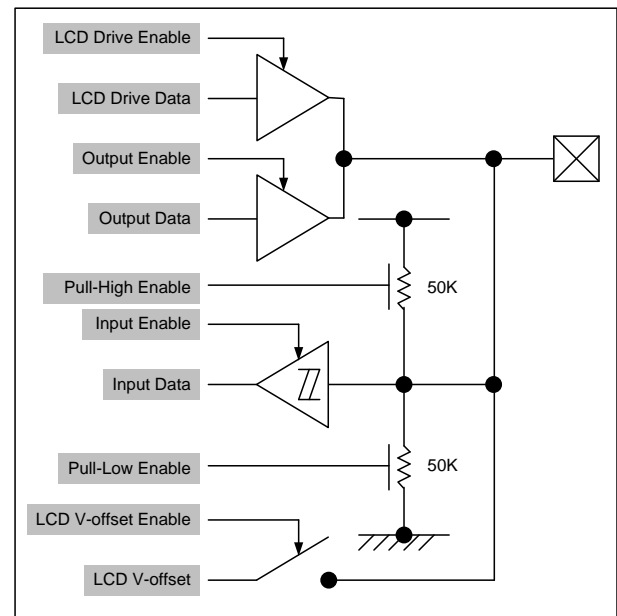 LCD Drive Enable
LCD Drive Data
Output Enable
Output Data
Pull-High Enable
50K
Input Enable
Input Data
Pull-Low Enable
50K
LCD V-offset Enable
LCD V-offset